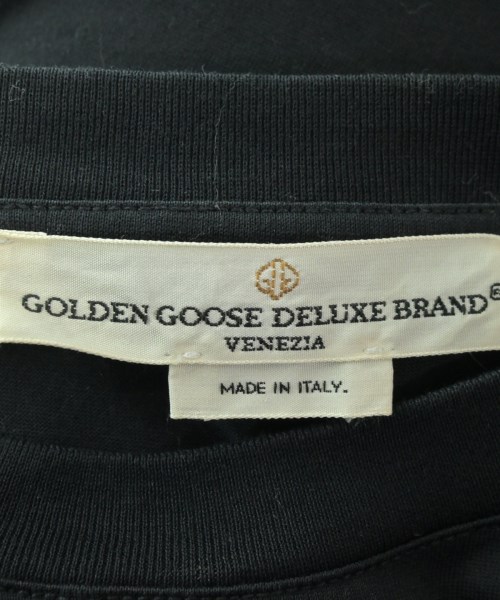 GOLDEN GOOSE DELUXE BRAND®
VENEZIA
MADE IN ITALY.